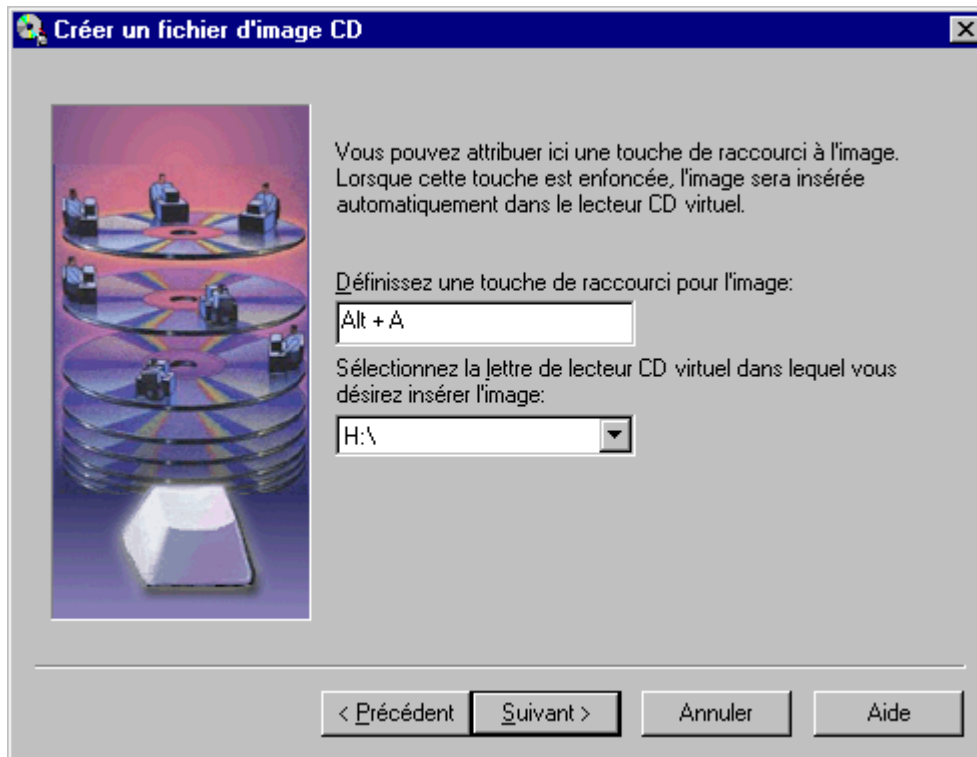 Créer un fichier d'image CD
Vous pouvez attribuer ici une touche de raccourci à l'image.
Lorsque cette touche est enfoncée, l'image sera insérée
automatiquement dans le lecteur CD virtuel.
Définissez une touche de raccourci pour l'image:
Alt + A
Sélectionnez la lettre de lecteur CD virtuel dans lequel vous
désirez insérer l'image:
H:\
< Précédent
Suivant >
Annuler
Aide